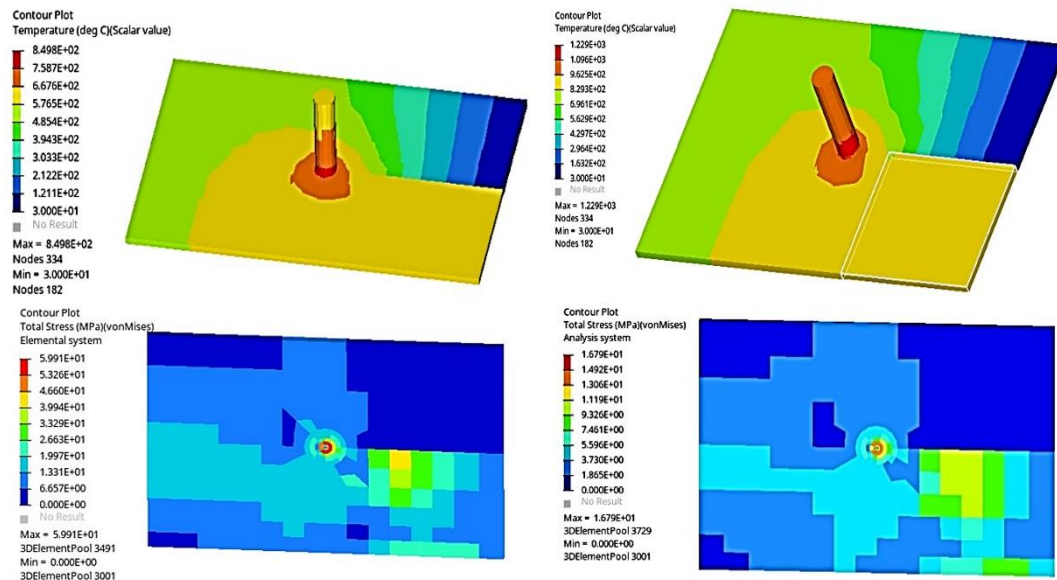 Contour Plot
Temperature (deg C)(Scalar value)
8.498E+02
7.587E+02
6.676E+02
5.765E+02
4.854E+02
3.943E+02
3.033E+02
2.122E+02
1.211E+02
3.000E+01
No Result
Max = 8.498E+02
Nodes 334
Min = 3.000E+01
Nodes 182
Contour Plot
Temperature (deg C)(Scalar value)
1.229E+03
1.096E+03
9.625E+02
8.293E+02
6.961E+02
5.629E+02
4.297E+02
2.964E+02
1.632E+02
3.000E+01
No Result
Max = 1.229E+03
Nodes 334
Min = 3.000E+01
Nodes 182
Contour Plot
Total Stress (MPa)(vonMises)
Elemental system
5.991E+01
5.326E+01
4.660E+01
3.994E+01
3.329E+01
2.663E+01
1.997E+01
1.331E+01
6.657E+00
0.000E+00
No Result
Max = 5.991E+01
3DElementPool 3491
Min = 0.000E+00
3DElementPool 3001
Contour Plot
Total Stress (MPa)(vonMises)
Analysis system
1.679E+01
1.492E+01
1.306E+01
1.119E+01
9.326E+00
7.461E+00
5.596E+00
3.730E+00
1.865E+00
0.000E+00
No Result
Max = 1.679E+01
3DElementPool 3729
Min = 0.000E+00
3DElementPool 3001